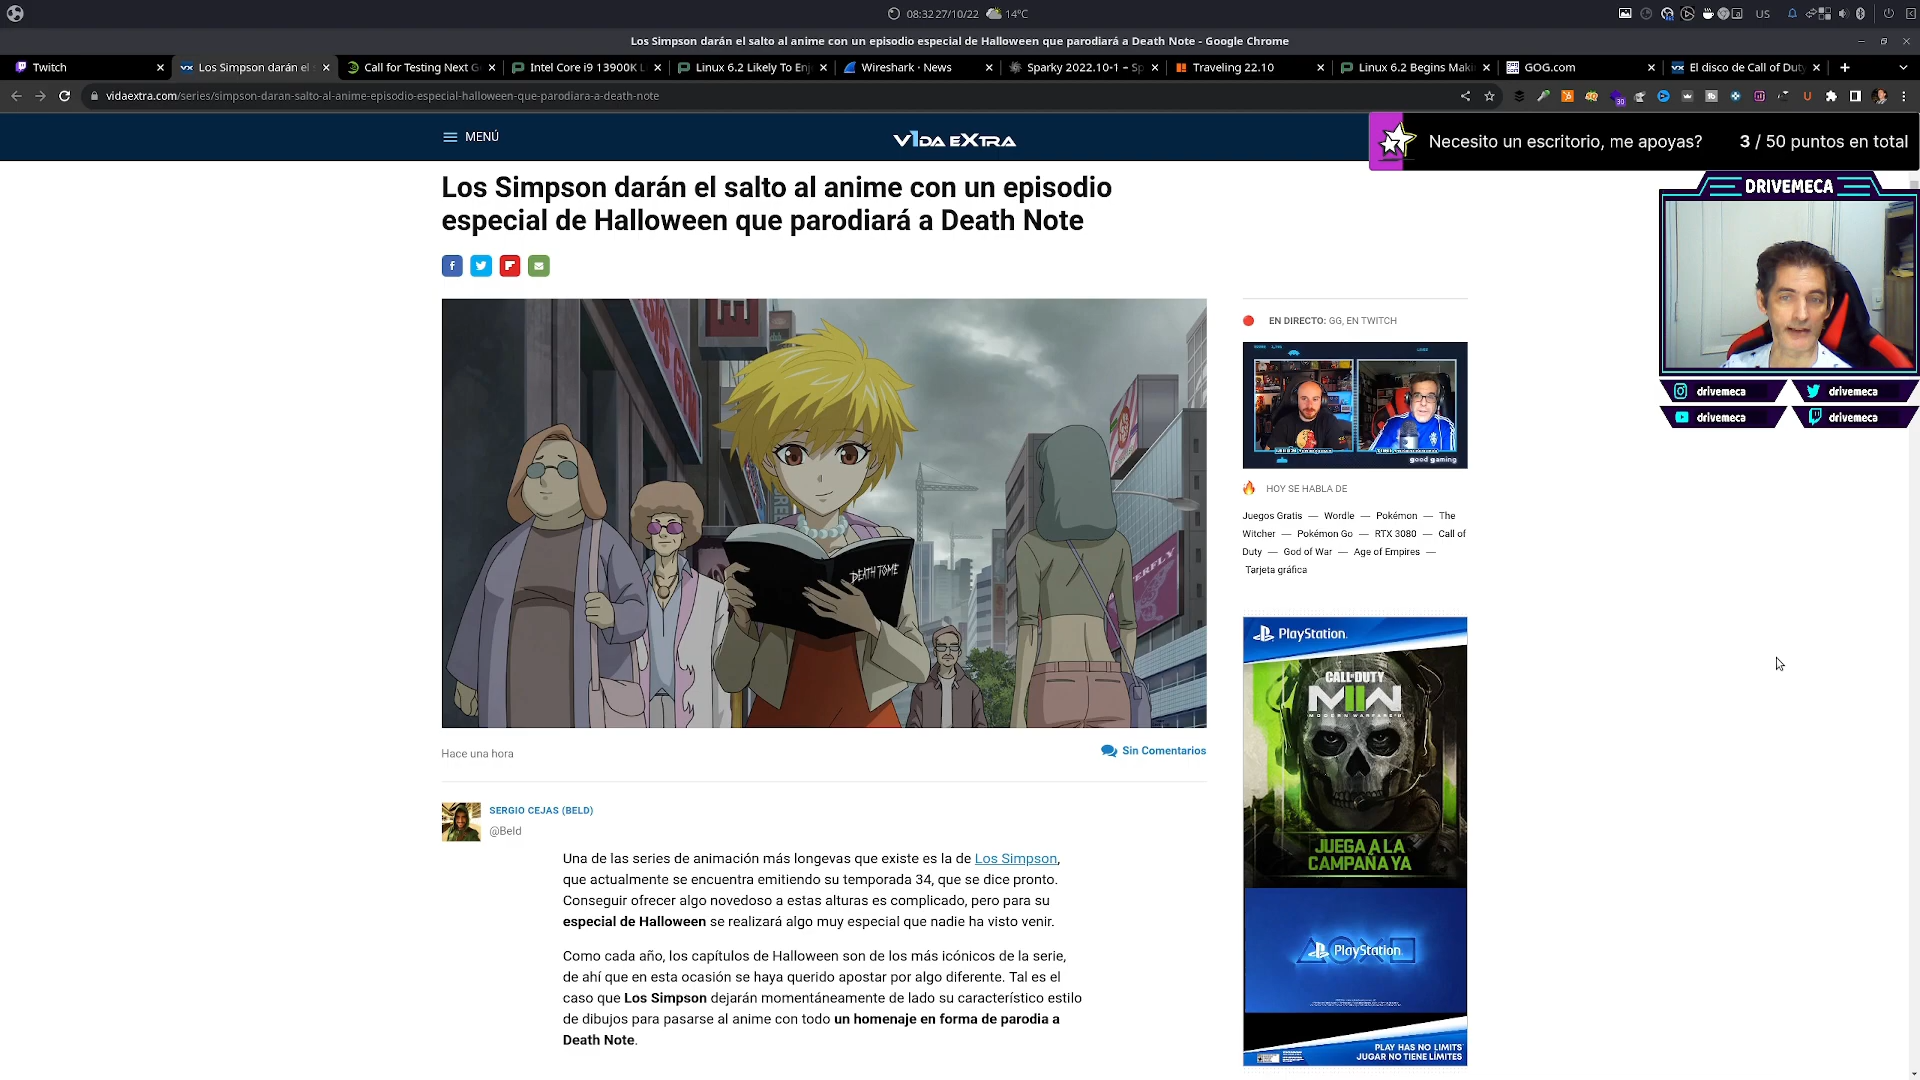 08:32 27/10/22 14°C
US
Los Simpson darán el salto al anime con un episodio especial de Halloween que parodiará a Death Note - Google Chrome
Twitch
Los Simpson darán el
Call for Testing Next G
Intel Core i9 13900K L
Linux 6.2 Likely To Enj
Wireshark · News
Sparky 2022.10-1 – Sp
Traveling 22.10
Linux 6.2 Begins Maki
GOG.com
El disco de Call of Duty
vidaextra.com/series/simpson-daran-salto-al-anime-episodio-especial-halloween-que-parodiara-a-death-note
MENÚ
VIDA EXTRA
Necesito un escritorio, me apoyas? 3 / 50 puntos en total
DRIVEMECA
drivemeca
drivemeca
drivemeca
drivemeca
Los Simpson darán el salto al anime con un episodio
especial de Halloween que parodiará a Death Note
DEATH TOME
EN DIRECTO: GG, EN TWITCH
good gaming
HOY SE HABLA DE
Juegos Gratis — Wordle — Pokémon — The
Witcher — Pokémon Go — RTX 3080 — Call of
Duty — God of War — Age of Empires —
Tarjeta gráfica
PlayStation.
CALL OF DUTY
MWII
MODERN WARFARE II
JUEGA A LA
CAMPAÑA YA
PlayStation.
PLAY HAS NO LIMITS
JUGAR NO TIENE LÍMITES
Hace una hora
Sin Comentarios
SERGIO CEJAS (BELD)
@Beld
Una de las series de animación más longevas que existe es la de Los Simpson,
que actualmente se encuentra emitiendo su temporada 34, que se dice pronto.
Conseguir ofrecer algo novedoso a estas alturas es complicado, pero para su
especial de Halloween se realizará algo muy especial que nadie ha visto venir.
Como cada año, los capítulos de Halloween son de los más icónicos de la serie,
de ahí que en esta ocasión se haya querido apostar por algo diferente. Tal es el
caso que Los Simpson dejarán momentáneamente de lado su característico estilo
de dibujos para pasarse al anime con todo un homenaje en forma de parodia a
Death Note.